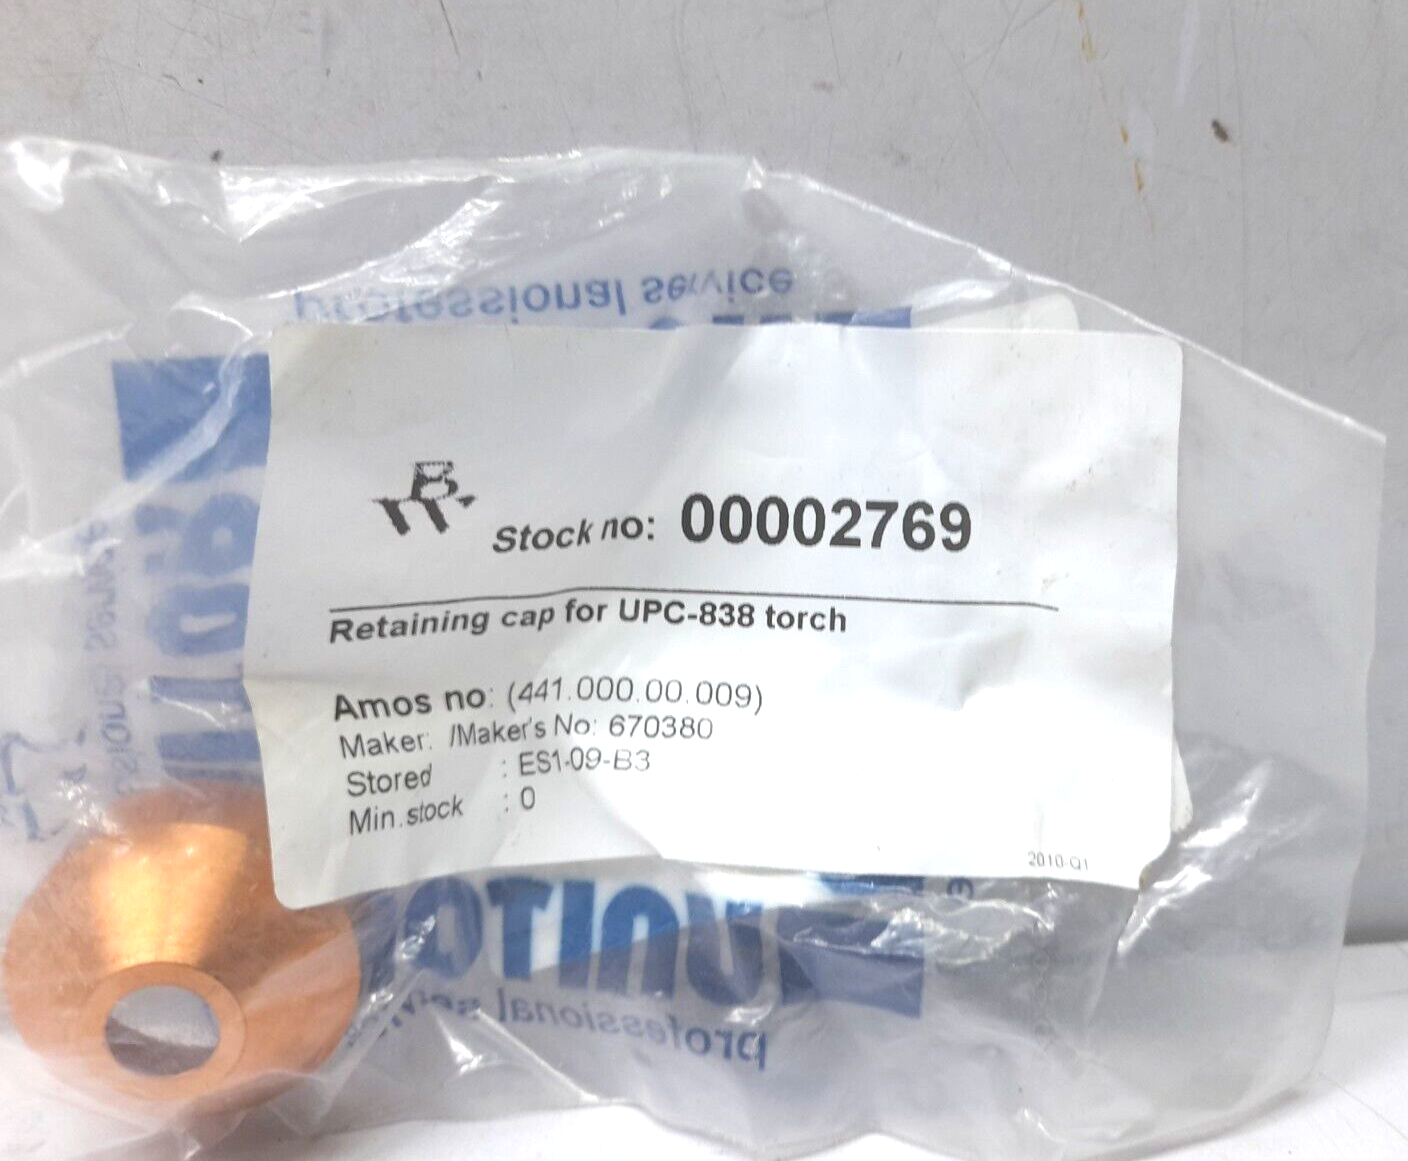 professional service
B
Stock no: 00002769
Retaining cap for UPC-838 torch
Amos no: (441.000.00.009)
Maker: /Maker's No: 670380
Stored : ES1-09-B3
Min.stock : 0
2010-Q1
professional service